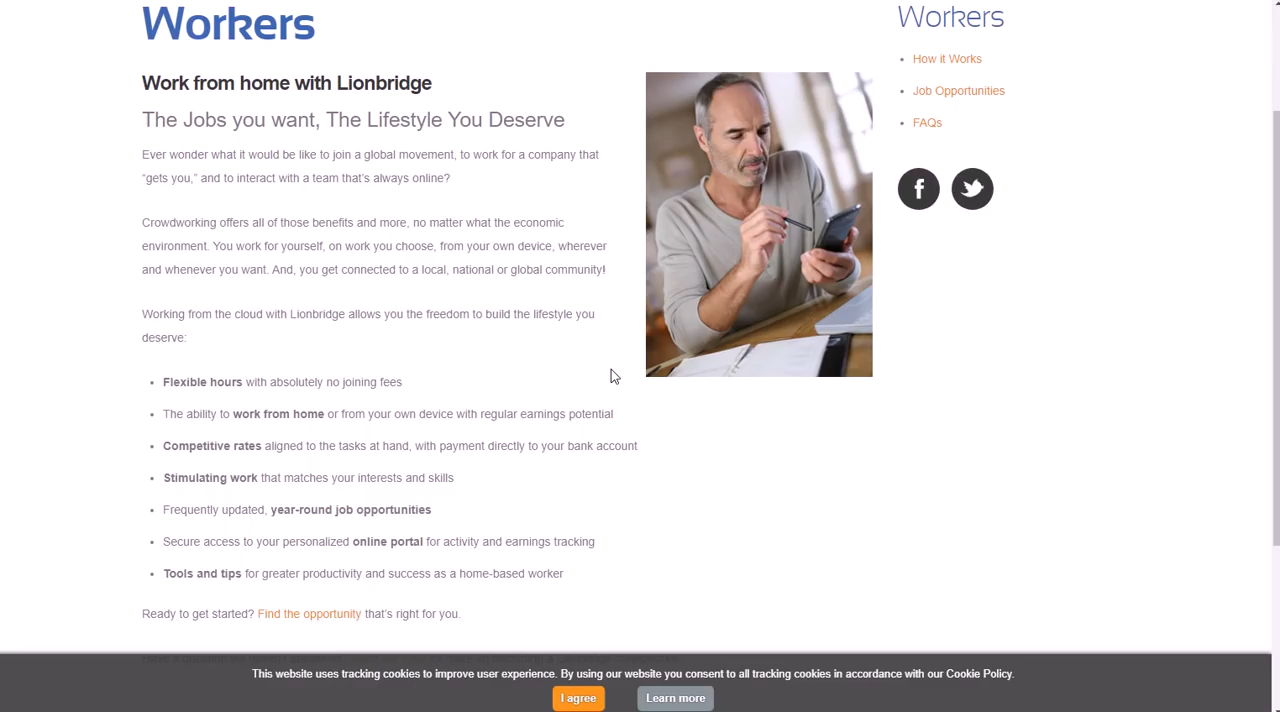 Workers
Work from home with Lionbridge
The Jobs you want, The Lifestyle You Deserve
Ever wonder what it would be like to join a global movement, to work for a company that
“gets you,” and to interact with a team that’s always online?
Crowdworking offers all of those benefits and more, no matter what the economic
environment. You work for yourself, on work you choose, from your own device, wherever
and whenever you want. And, you get connected to a local, national or global community!
Working from the cloud with Lionbridge allows you the freedom to build the lifestyle you
deserve:
• Flexible hours with absolutely no joining fees
• The ability to work from home or from your own device with regular earnings potential
• Competitive rates aligned to the tasks at hand, with payment directly to your bank account
• Stimulating work that matches your interests and skills
• Frequently updated, year-round job opportunities
• Secure access to your personalized online portal for activity and earnings tracking
• Tools and tips for greater productivity and success as a home-based worker
Ready to get started? Find the opportunity that’s right for you.
Workers
• How it Works
• Job Opportunities
• FAQs
This website uses tracking cookies to improve user experience. By using our website you consent to all tracking cookies in accordance with our Cookie Policy.
I agree
Learn more